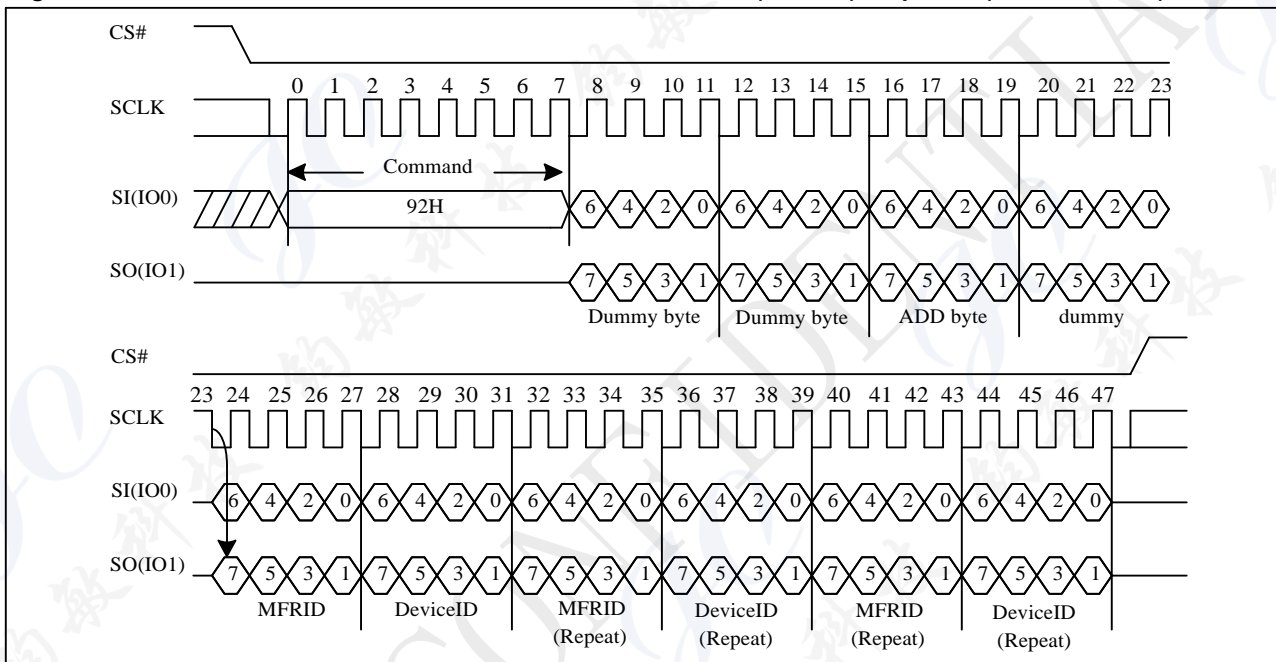 CS#
0 1 2 3 4 5 6 7 8 9 10 11 12 13 14 15 16 17 18 19 20 21 22 23
SCLK
Command
SI(IO0)
92H
6 4 2 0 6 4 2 0 6 4 2 0 6 4 2 0
SO(IO1)
7 5 3 1 7 5 3 1 7 5 3 1 7 5 3 1
Dummy byte Dummy byte ADD byte dummy
CS#
23 24 25 26 27 28 29 30 31 32 33 34 35 36 37 38 39 40 41 42 43 44 45 46 47
SCLK
SI(IO0)
6 4 2 0 6 4 2 0 6 4 2 0 6 4 2 0 6 4 2 0 6 4 2 0
SO(IO1)
7 5 3 1 7 5 3 1 7 5 3 1 7 5 3 1 7 5 3 1 7 5 3 1
MFRID DeviceID MFRID DeviceID MFRID DeviceID
(Repeat) (Repeat) (Repeat) (Repeat)
CONFIDENTIAL